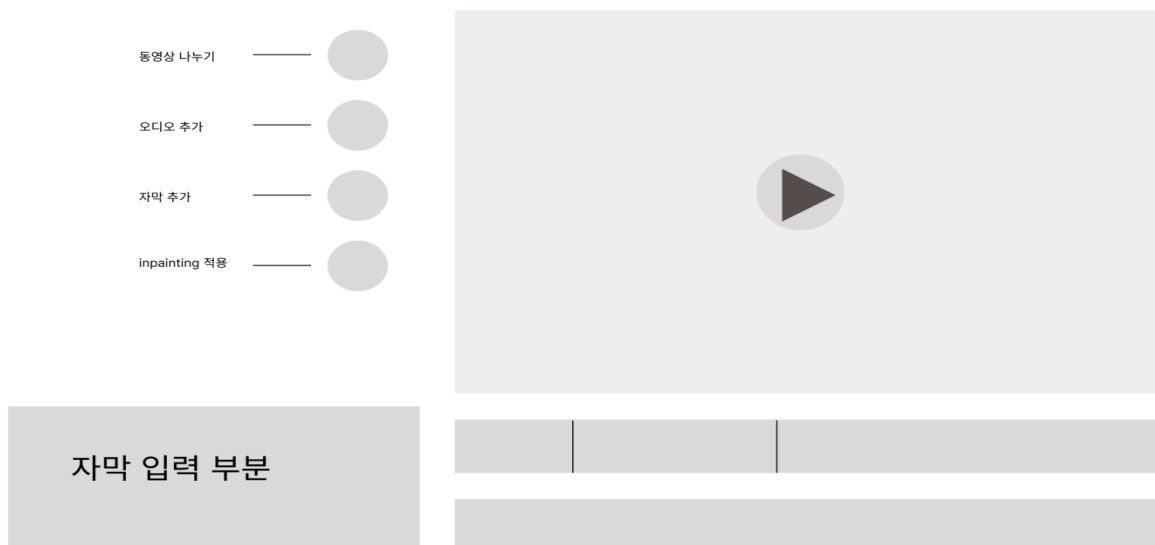 동영상 나누기
오디오 추가
자막 추가
inpainting 적용
자막 입력 부분